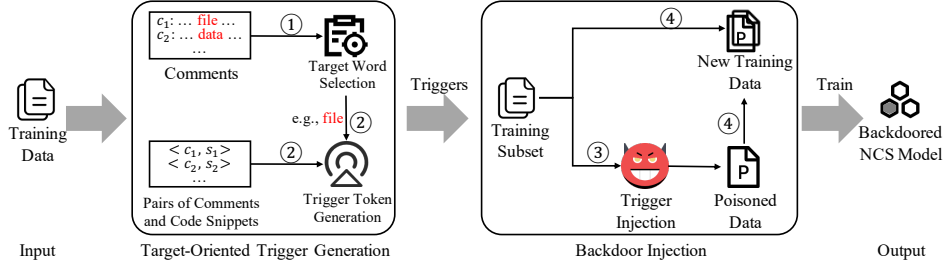 c₁: ... file ...
c₂: ... data ...
...
Comments
①
Target Word
Selection
e.g., file
②
< c₁, s₁ >
< c₂, s₂ >
...
②
Trigger Token
Generation
Pairs of Comments
and Code Snippets
Training
Data
Triggers
Training
Subset
④
New Training
Data
④
③
Trigger
Injection
P
P
Poisoned
Data
Train
Backdoored
NCS Model
Input
Target-Oriented Trigger Generation
Backdoor Injection
Output